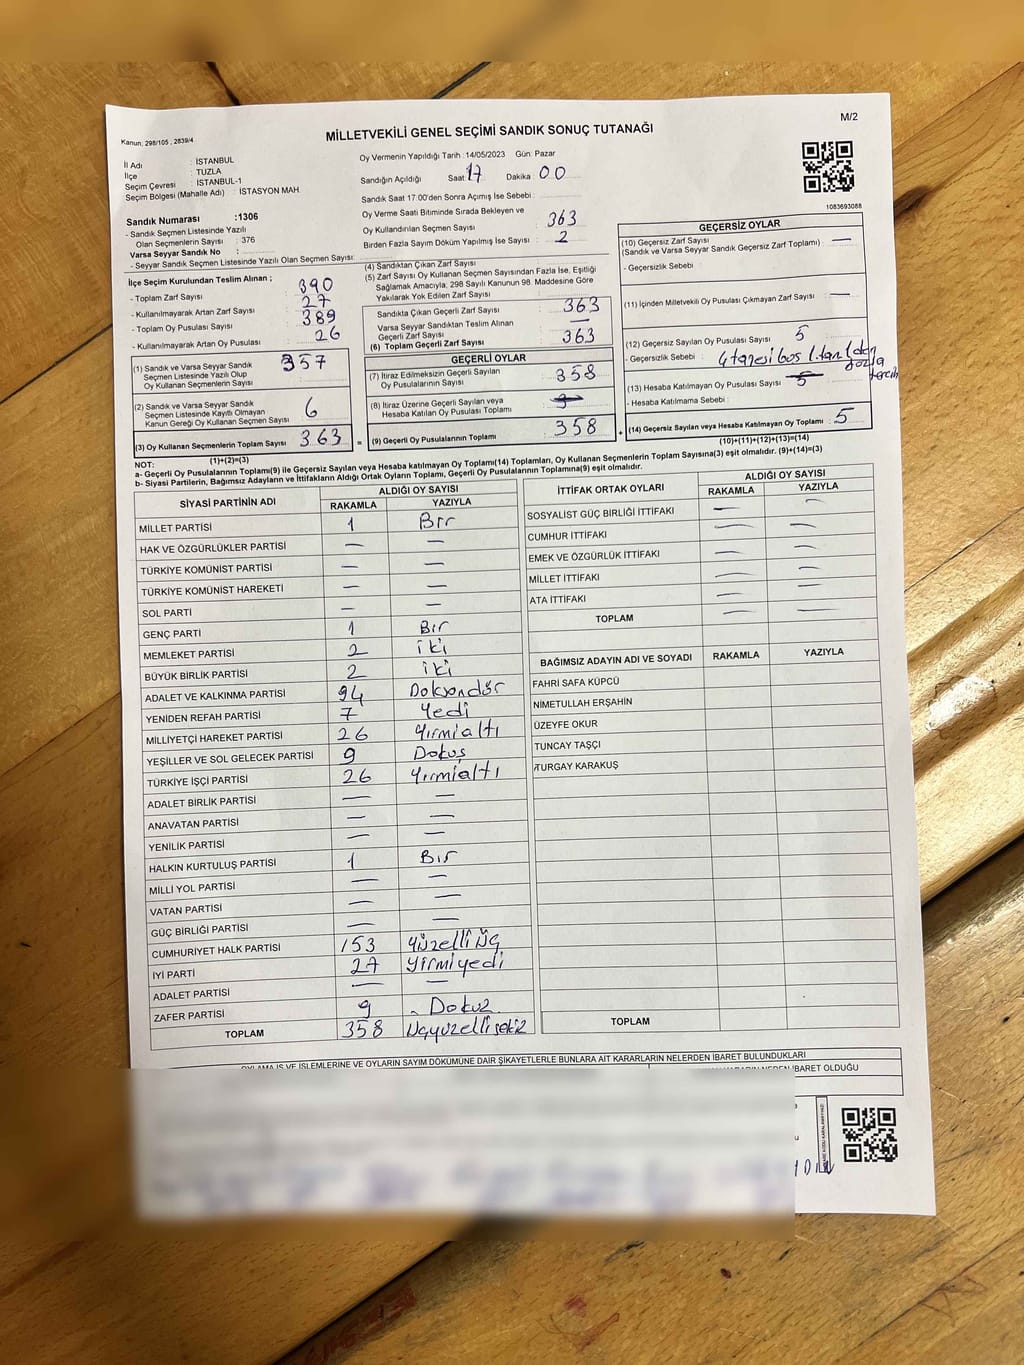 M/2
Kanun; 298/105 , 2839/4
MİLLETVEKİLİ GENEL SEÇİMİ SANDIK SONUÇ TUTANAĞI
1083693088
İl Adı : İSTANBUL
İlçe : TUZLA
Seçim Çevresi : İSTANBUL-1
Seçim Bölgesi (Mahalle Adı) : İSTASYON MAH.
Sandık Numarası :1306
- Sandık Seçmen Listesinde Yazılı
Olan Seçmenlerin Sayısı : 376
Varsa Seyyar Sandık No :
- Seyyar Sandık Seçmen Listesinde Yazılı Olan Seçmen Sayısı:
Oy Vermenin Yapıldığı Tarih :14/05/2023 Gün: Pazar
Sandığın Açıldığı Saat: 17 Dakika 00
Sandık Saat 17:00'den Sonra Açılmış İse Sebebi :
Oy Verme Saati Bitiminde Sırada Bekleyen ve
Oy Kullandırılan Seçmen Sayısı : 363
Birden Fazla Sayım Döküm Yapılmış İse Sayısı : 2
İlçe Seçim Kurulundan Teslim Alınan ;
- Toplam Zarf Sayısı : 390
- Kullanılmayarak Artan Zarf Sayısı : 27
- Toplam Oy Pusulası Sayısı : 389
- Kullanılmayarak Artan Oy Pusulası : 26
(1) Sandık ve Varsa Seyyar Sandık
Seçmen Listesinde Yazılı Olup
Oy Kullanan Seçmenlerin Sayısı : 357
(2) Sandık ve Varsa Seyyar Sandık
Seçmen Listesinde Kayıtlı Olmayan
Kanun Gereği Oy Kullanan Seçmen Sayısı : 6
(3) Oy Kullanan Seçmenlerin Toplam Sayısı : 363
(1)+(2)=(3)
(4) Sandıktan Çıkan Zarf Sayısı
(5) Zarf Sayısı Oy Kullanan Seçmen Sayısından Fazla İse, Eşitliği
Sağlamak Amacıyla, 298 Sayılı Kanunun 98. Maddesine Göre
Yakılarak Yok Edilen Zarf Sayısı :
Sandıkta Çıkan Geçerli Zarf Sayısı : 363
Varsa Seyyar Sandıktan Teslim Alınan
Geçerli Zarf Sayısı : —
(6) Toplam Geçerli Zarf Sayısı : 363
GEÇERLİ OYLAR
(7) İtiraz Edilmeksizin Geçerli Sayılan
Oy Pusulalarının Sayısı : 358
(8) İtiraz Üzerine Geçerli Sayılan veya
Hesaba Katılan Oy Pusulası Toplamı :
= (9) Geçerli Oy Pusulalarının Toplamı : 358
GEÇERSİZ OYLAR
(10) Geçersiz Zarf Sayısı
(Sandık ve Varsa Seyyar Sandık Geçersiz Zarf Toplamı) : —
- Geçersizlik Sebebi :
(11) İçinden Milletvekili Oy Pusulası Çıkmayan Zarf Sayısı : —
(12) Geçersiz Sayılan Oy Pusulası Sayısı : 5
- Geçersizlik Sebebi : 4 tanesi boş 1 tane(den fazla tercih
(13) Hesaba Katılmayan Oy Pusulası Sayısı : 5
- Hesaba Katılmama Sebebi :
+ (14) Geçersiz Sayılan veya Hesaba Katılmayan Oy Toplamı : 5
(10)+(11)+(12)+(13)=(14)
NOT:
a- Geçerli Oy Pusulalarının Toplamı(9) ile Geçersiz Sayılan veya Hesaba katılmayan Oy Toplamı(14) Toplamları, Oy Kullanan Seçmenlerin Toplam Sayısına(3) eşit olmalıdır. (9)+(14)=(3)
b- Siyasi Partilerin, Bağımsız Adayların ve İttifakların Aldığı Ortak Oyların Toplamı, Geçerli Oy Pusulalarının Toplamına(9) eşit olmalıdır.
SİYASİ PARTİNİN ADI ALDIĞI OY SAYISI
RAKAMLA YAZIYLA
MİLLET PARTİSİ 1 Bir
HAK VE ÖZGÜRLÜKLER PARTİSİ — —
TÜRKİYE KOMÜNİST PARTİSİ — —
TÜRKİYE KOMÜNİST HAREKETİ — —
SOL PARTİ — —
GENÇ PARTİ 1 Bir
MEMLEKET PARTİSİ 2 iki
BÜYÜK BİRLİK PARTİSİ 2 iki
ADALET VE KALKINMA PARTİSİ 94 Doksandör
YENİDEN REFAH PARTİSİ 7 Yedi
MİLLİYETÇİ HAREKET PARTİSİ 26 Yirmialtı
YEŞİLLER VE SOL GELECEK PARTİSİ 9 Dokuş
TÜRKİYE İŞÇİ PARTİSİ 26 Yirmialtı
ADALET BİRLİK PARTİSİ — —
ANAVATAN PARTİSİ — —
YENİLİK PARTİSİ — —
HALKIN KURTULUŞ PARTİSİ 1 Bir
MİLLİ YOL PARTİSİ — —
VATAN PARTİSİ — —
GÜÇ BİRLİĞİ PARTİSİ — —
CUMHURİYET HALK PARTİSİ 153 Yüzelli üç
İYİ PARTİ 27 Yirmiyedi
ADALET PARTİSİ — —
ZAFER PARTİSİ 9 Dokuz
TOPLAM 358 Üçyüzellisekiz
İTTİFAK ORTAK OYLARI ALDIĞI OY SAYISI
RAKAMLA YAZIYLA
SOSYALİST GÜÇ BİRLİĞİ İTTİFAKI — —
CUMHUR İTTİFAKI — —
EMEK VE ÖZGÜRLÜK İTTİFAKI — —
MİLLET İTTİFAKI — —
ATA İTTİFAKI — —
TOPLAM — —
BAĞIMSIZ ADAYIN ADI VE SOYADI RAKAMLA YAZIYLA
FAHRİ SAFA KÜPCÜ
NİMETULLAH ERŞAHİN
ÜZEYFE OKUR
TUNCAY TAŞÇI
TURGAY KARAKUŞ
TOPLAM
OYLAMA İŞ VE İŞLEMLERİNE VE OYLARIN SAYIM DÖKÜMÜNE DAİR ŞİKAYETLERLE BUNLARA AİT KARARLARIN NELERDEN İBARET BULUNDUKLARI
İBARET OLDUĞU